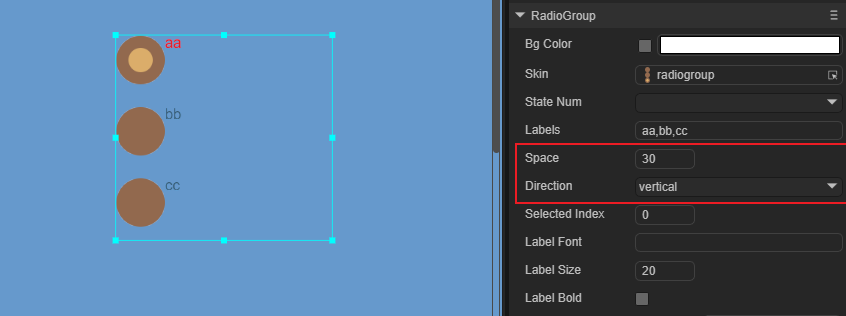 aa
bb
cc
RadioGroup
Bg Color
Skin radiogroup
State Num
Labels aa,bb,cc
Space 30
Direction vertical
Selected Index 0
Label Font
Label Size 20
Label Bold